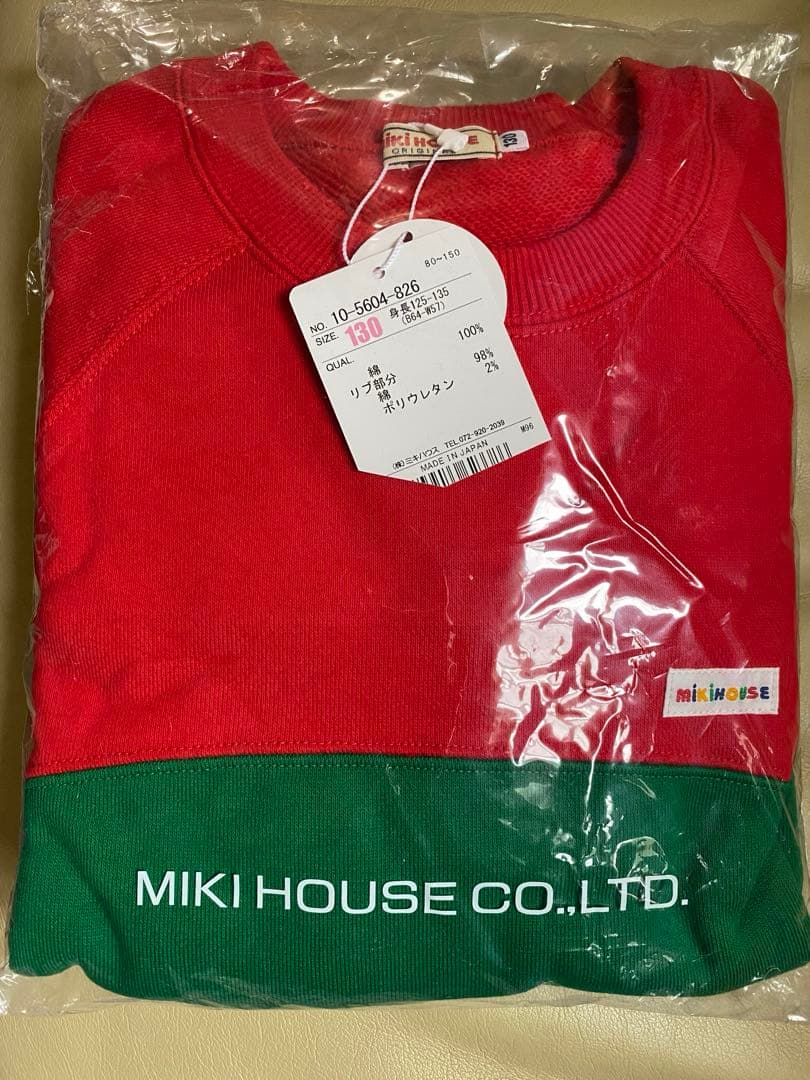 MIKI HOUSE
ORIGINAL
130
80~150
NO. 10-5604-826
SIZE. 130 身長125-135
(B64-W57)
QUAL.
綿 100%
リブ部分
綿 98%
ポリウレタン 2%
(株)ミキハウス TEL.072-920-2039 M96
MADE IN JAPAN
MIKIHOUSE
MIKI HOUSE CO.,LTD.